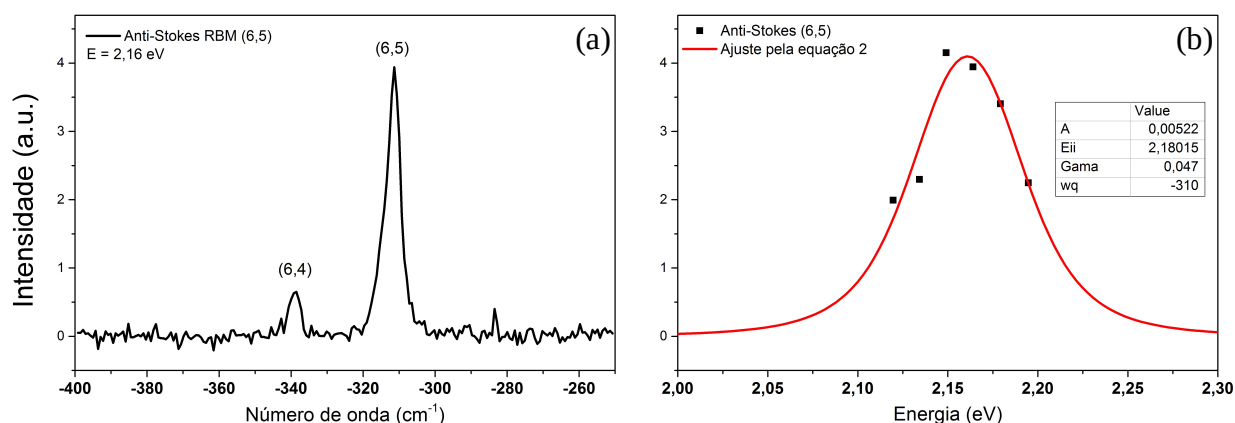 Anti-Stokes RBM (6,5)
E = 2,16 eV
(a)
(6,5)
(6,4)
Intensidade (a.u.)
4
3
2
1
0
-400 -380 -360 -340 -320 -300 -280 -260
Número de onda (cm⁻¹)
Anti-Stokes (6,5)
Ajuste pela equação 2
(b)
Value
A 0,00522
Eii 2,18015
Gama 0,047
wq -310
4
3
2
1
0
2,00 2,05 2,10 2,15 2,20 2,25 2,30
Energia (eV)